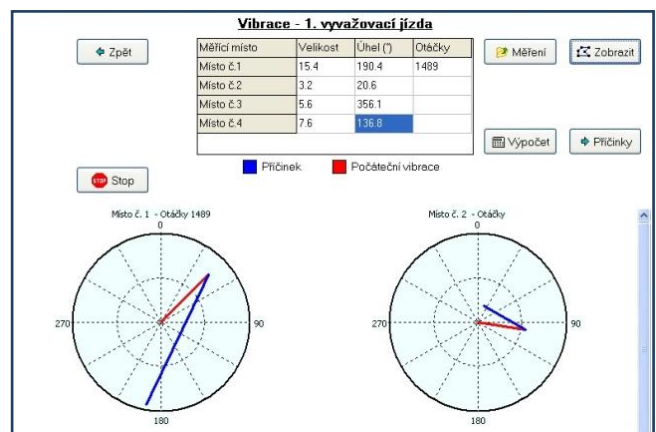 Vibrace - 1. vyvažovací jízda
Zpět
Měřící místo Velikost Úhel (°) Otáčky
Místo č.1 15.4 190.4 1489
Místo č.2 3.2 20.6
Místo č.3 5.6 356.1
Místo č.4 7.6 136.8
Měření
Zobrazit
Výpočet
Příčinky
Příčinek
Počáteční vibrace
STOP Stop
Místo č. 1 - Otáčky 1489
0
270
90
180
Místo č. 2 - Otáčky
0
270
90
180